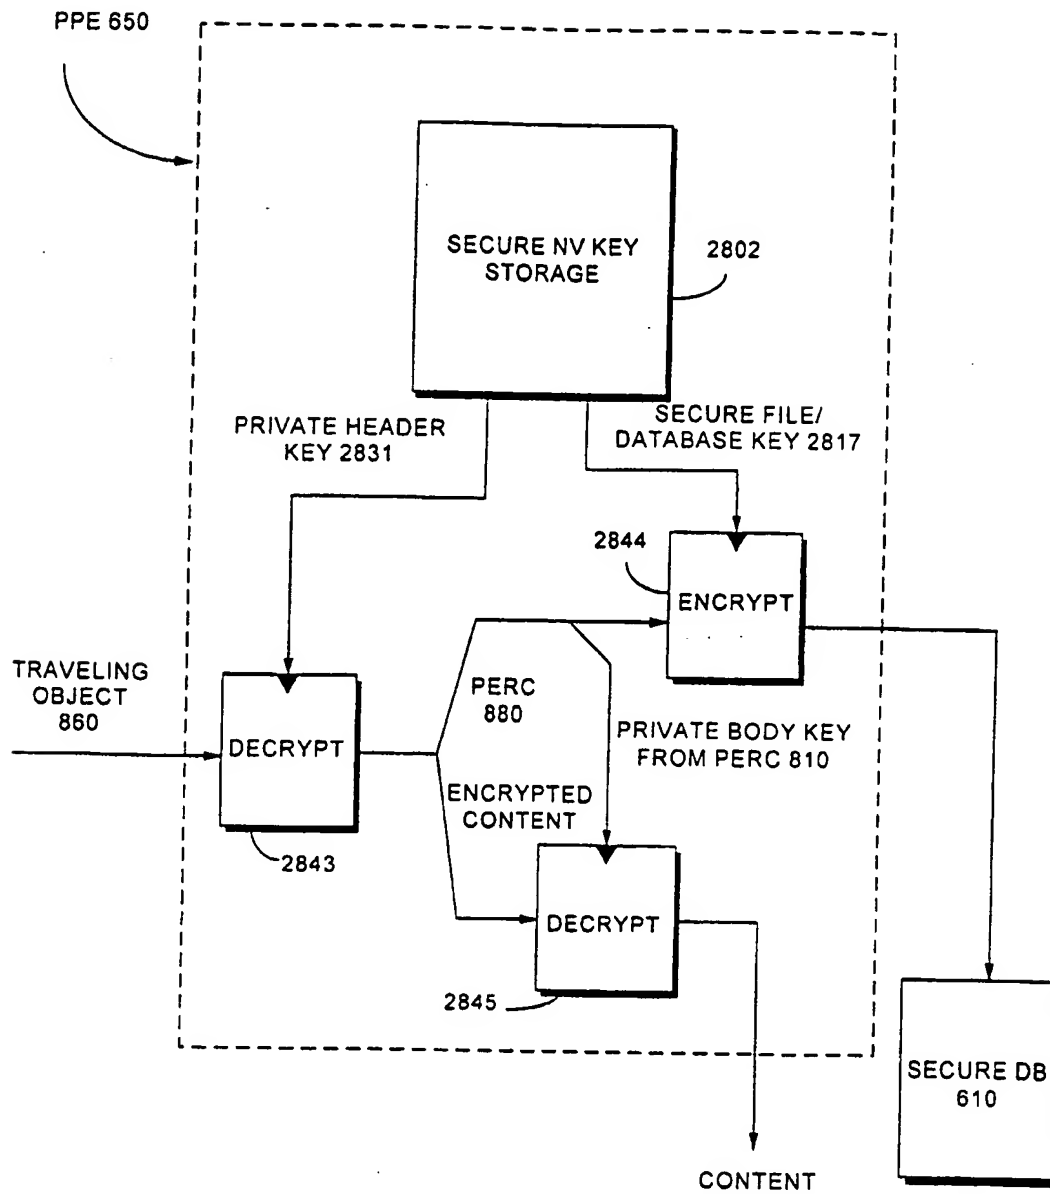 PPE 650
SECURE NV KEY
STORAGE
2802
PRIVATE HEADER
KEY 2831
SECURE FILE/
DATABASE KEY 2817
2844
ENCRYPT
TRAVELING
OBJECT
860
DECRYPT
PERC
880
PRIVATE BODY KEY
FROM PERC 810
ENCRYPTED
CONTENT
2843
DECRYPT
2845
SECURE DB
610
CONTENT